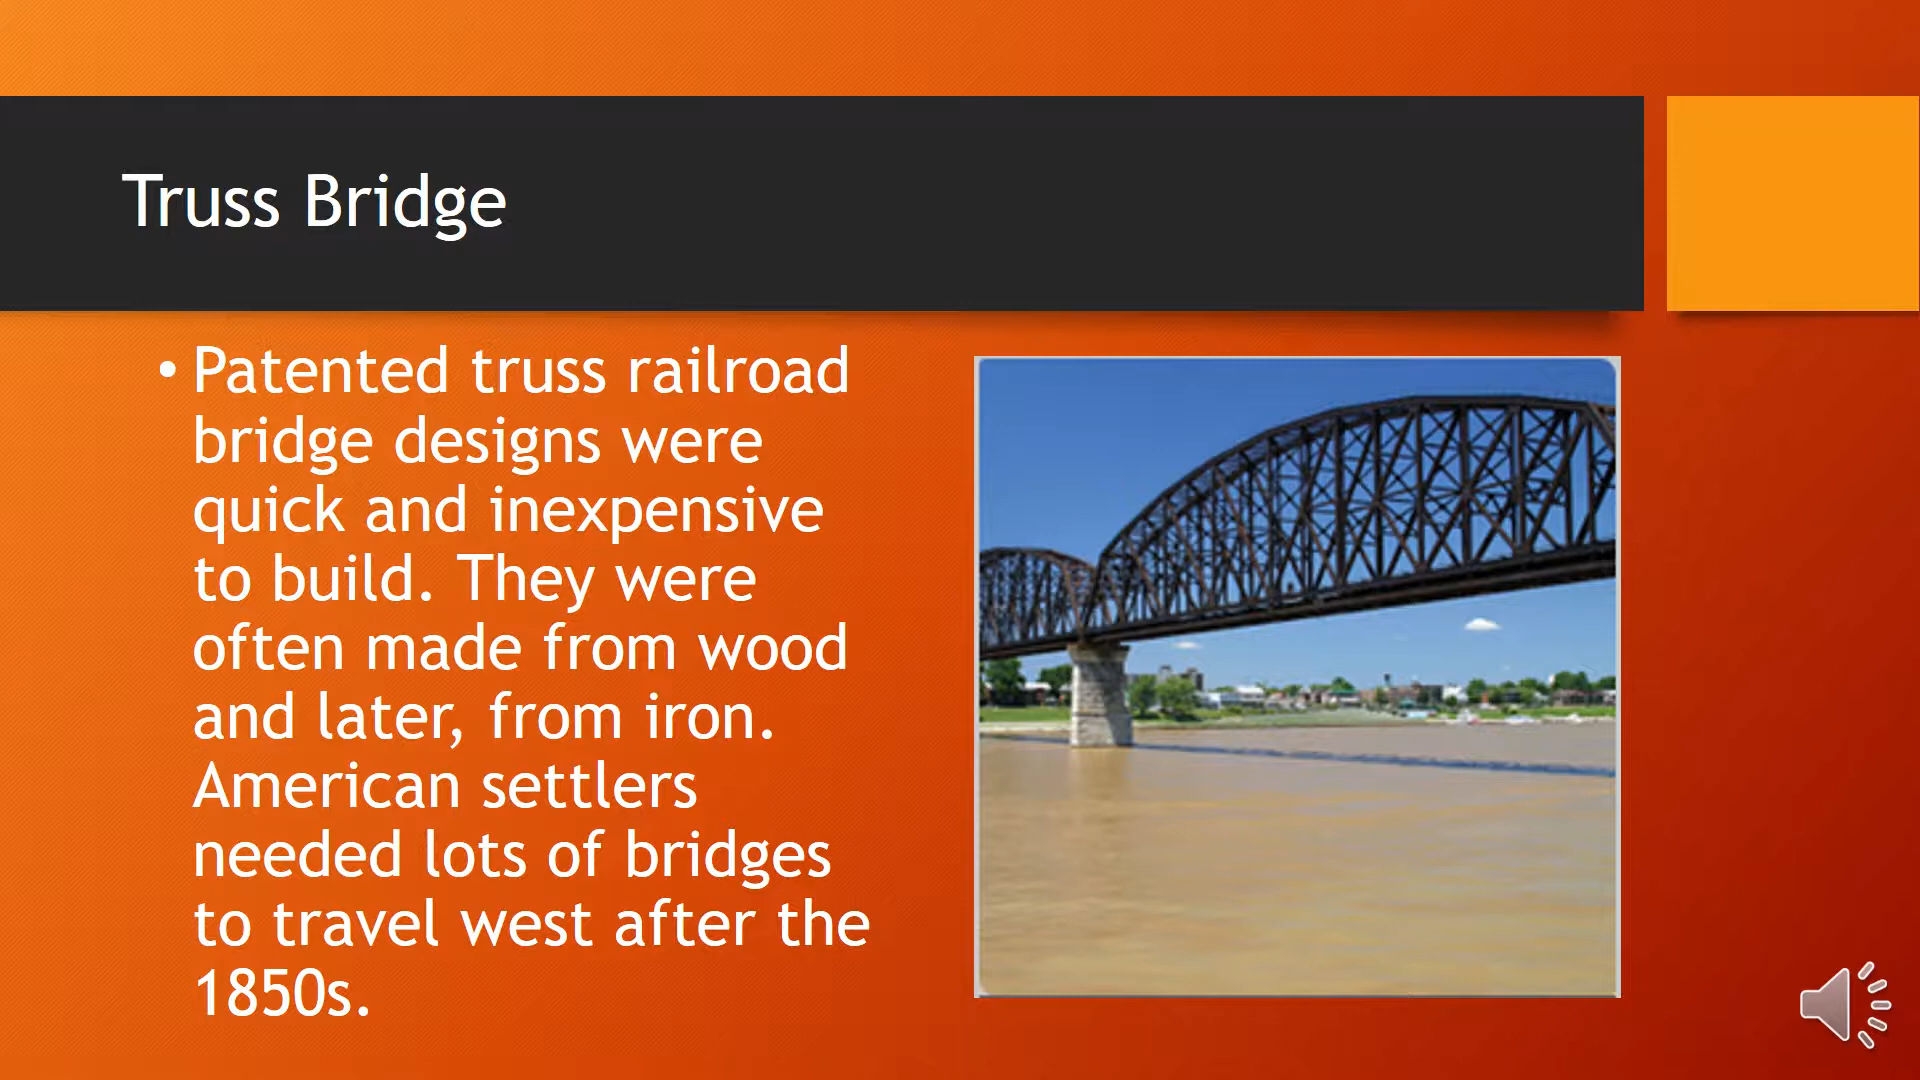 Truss Bridge
• Patented truss railroad
bridge designs were
quick and inexpensive
to build. They were
often made from wood
and later, from iron.
American settlers
needed lots of bridges
to travel west after the
1850s.